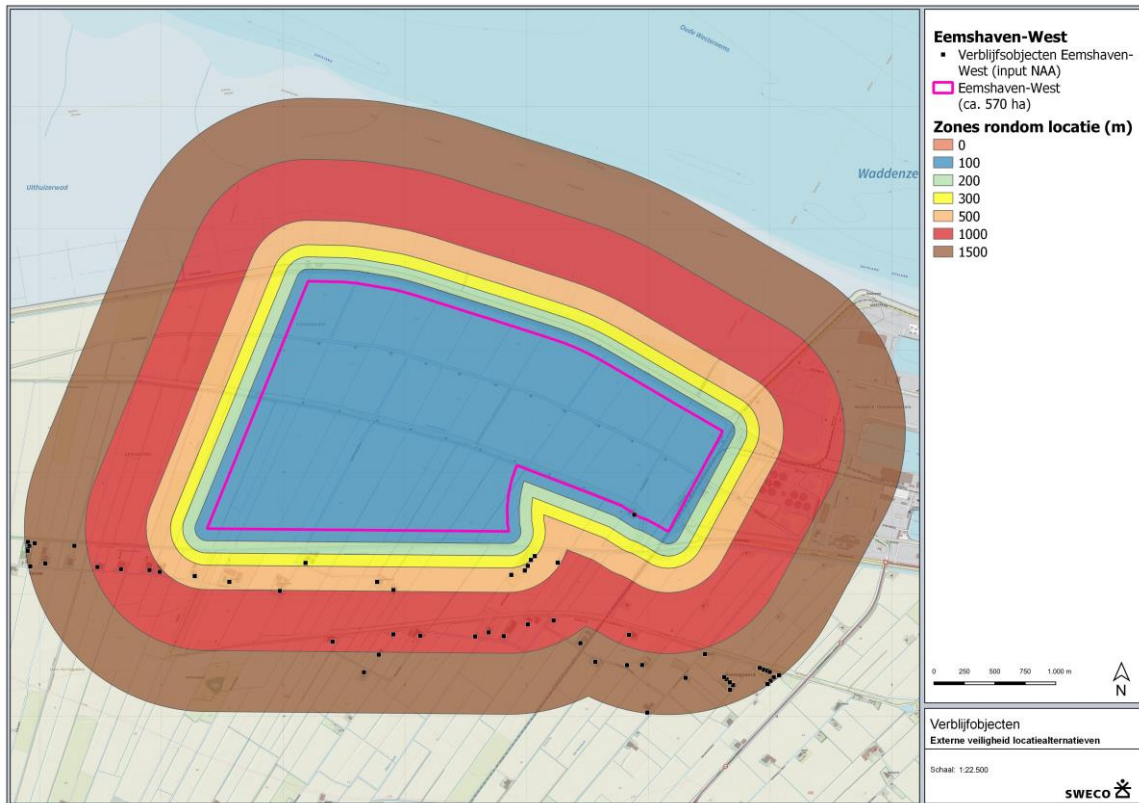 Oude Westereems
Uithuizerwad
Waddenze
Eemshaven-West
Verblijfsobjecten Eemshaven-
West (input NAA)
Eemshaven-West
(ca. 570 ha)
Zones rondom locatie (m)
0
100
200
300
500
1000
1500
0 250 500 750 1.000 m
N
Verblijfobjecten
Externe veiligheid locatiealternatieven
Schaal: 1:22.500
SWECO